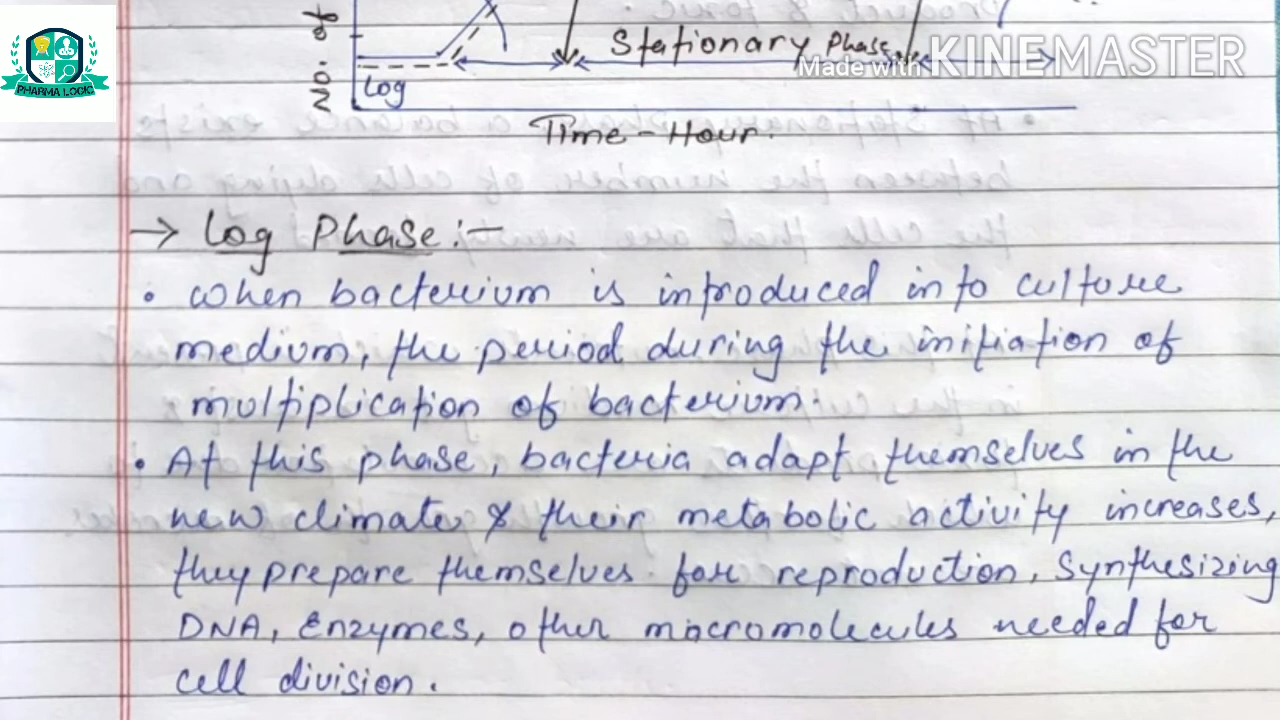 No. of
Stationary Phase
Made with KINEMASTER
PHARMA LOGIC
Log
Time - Hour.
→ Log Phase :-
• When bacterium is introduced into culture
medium, the period during the initiation of
multiplication of bacterium.
• At this phase, bacteria adapt themselves in the
new climate & their metabolic activity increases,
they prepare themselves for reproduction, Synthesizing
DNA, Enzymes, other macromolecules needed for
cell division.